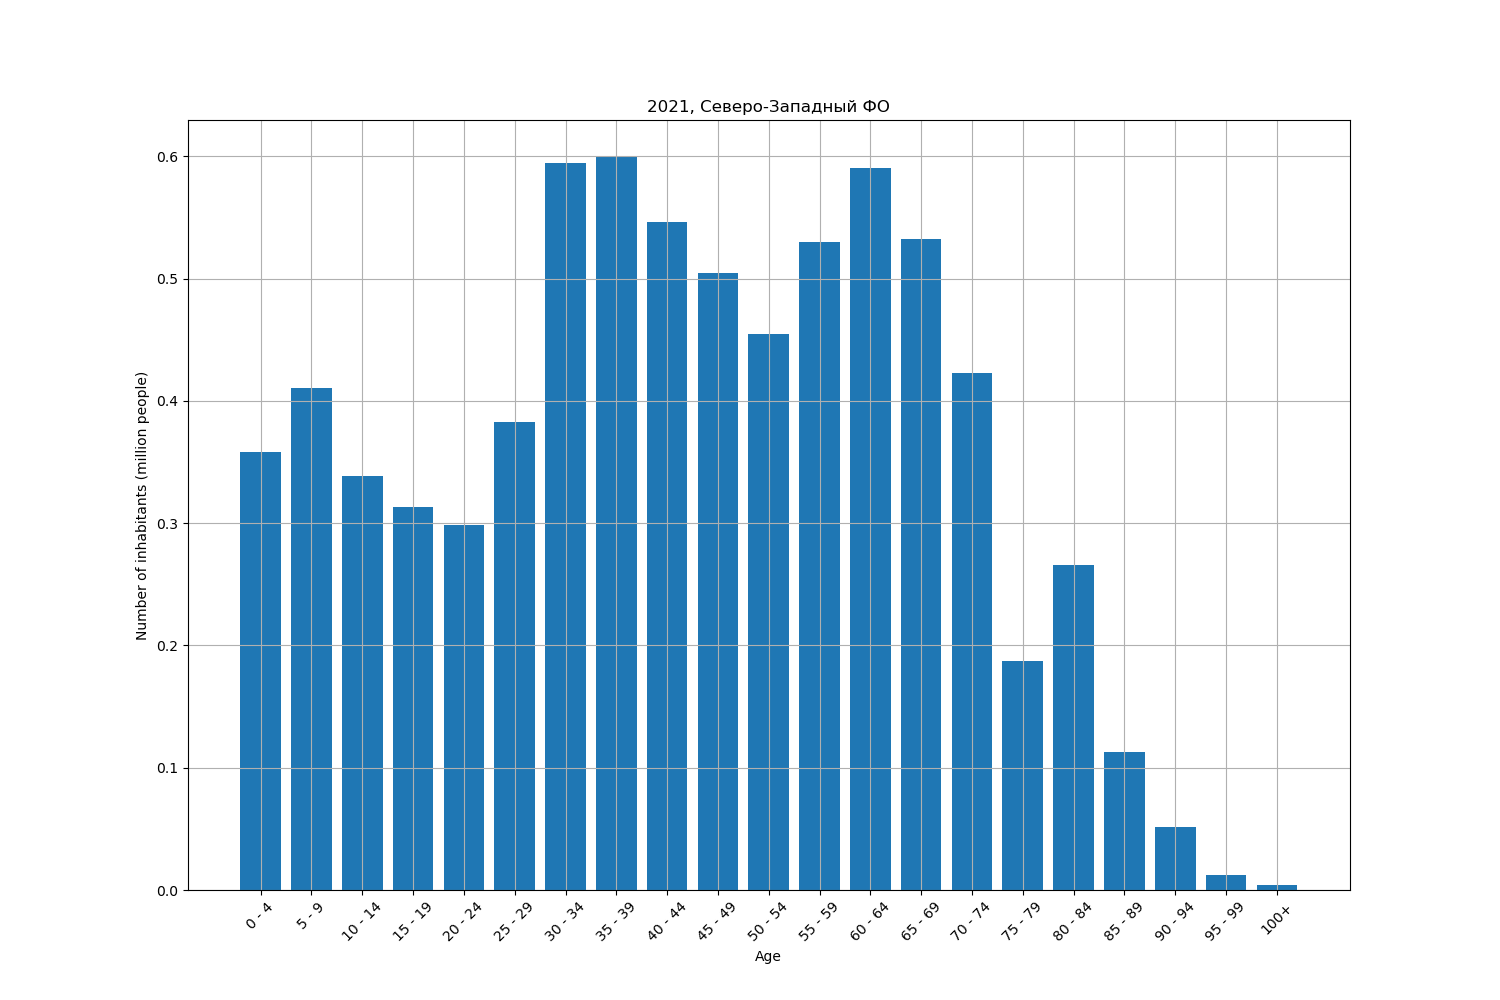 2021, Северо-Западный ФО
Number of inhabitants (million people)
0.6
0.5
0.4
0.3
0.2
0.1
0.0
0 - 4
5 - 9
10 - 14
15 - 19
20 - 24
25 - 29
30 - 34
35 - 39
40 - 44
45 - 49
50 - 54
55 - 59
60 - 64
65 - 69
70 - 74
75 - 79
80 - 84
85 - 89
90 - 94
95 - 99
100+
Age